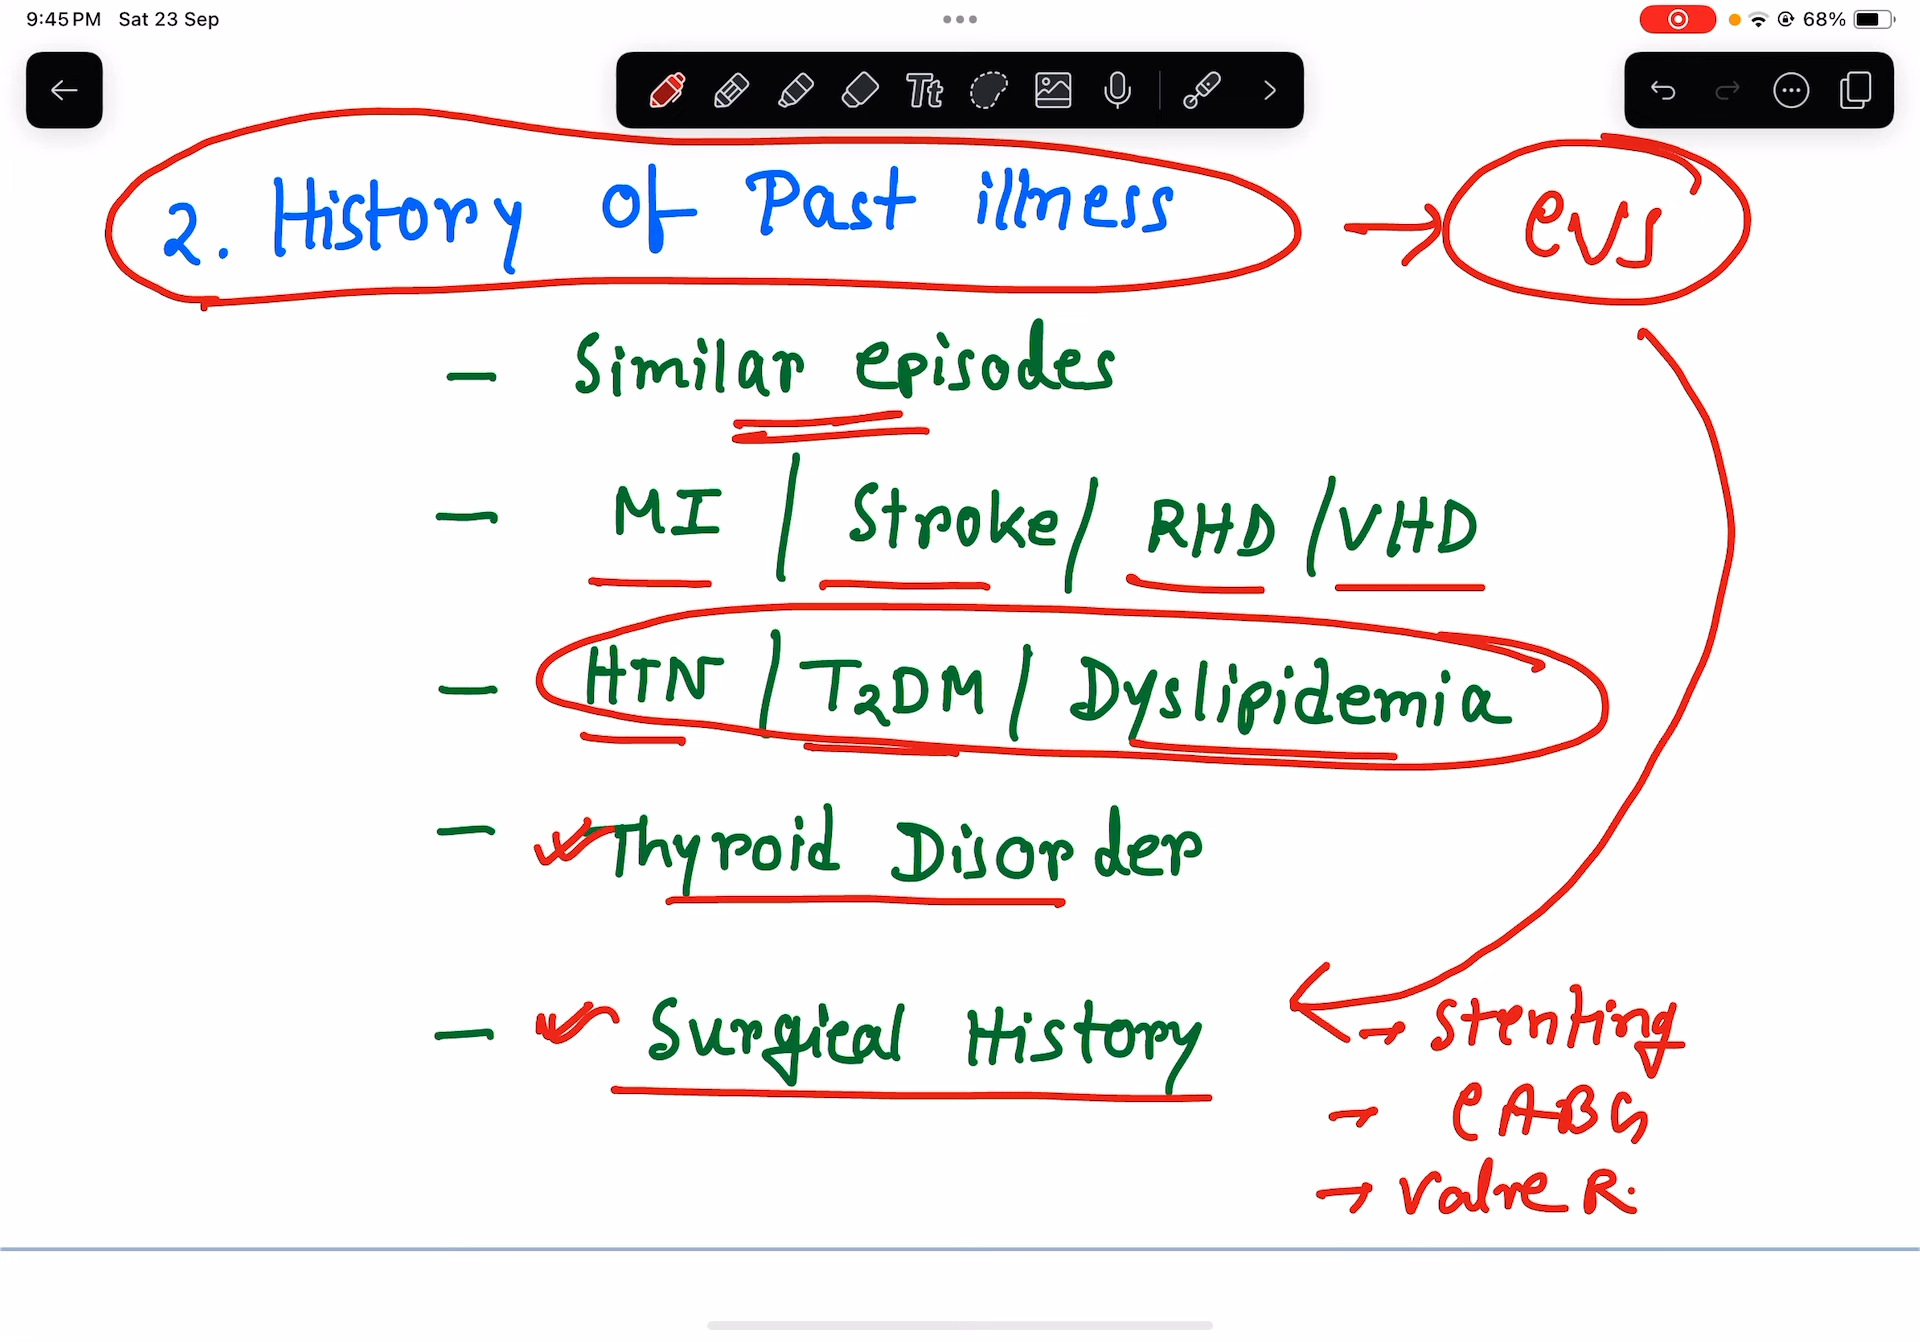 9:45 PM Sat 23 Sep
68%
Tt
2. History of Past illness → CVS
- Similar episodes
- MI / Stroke / RHD / VHD
- HTN / T2DM / Dyslipidemia
- Thyroid Disorder
- Surgical History
→ Stenting
→ CABG
→ Valve R.